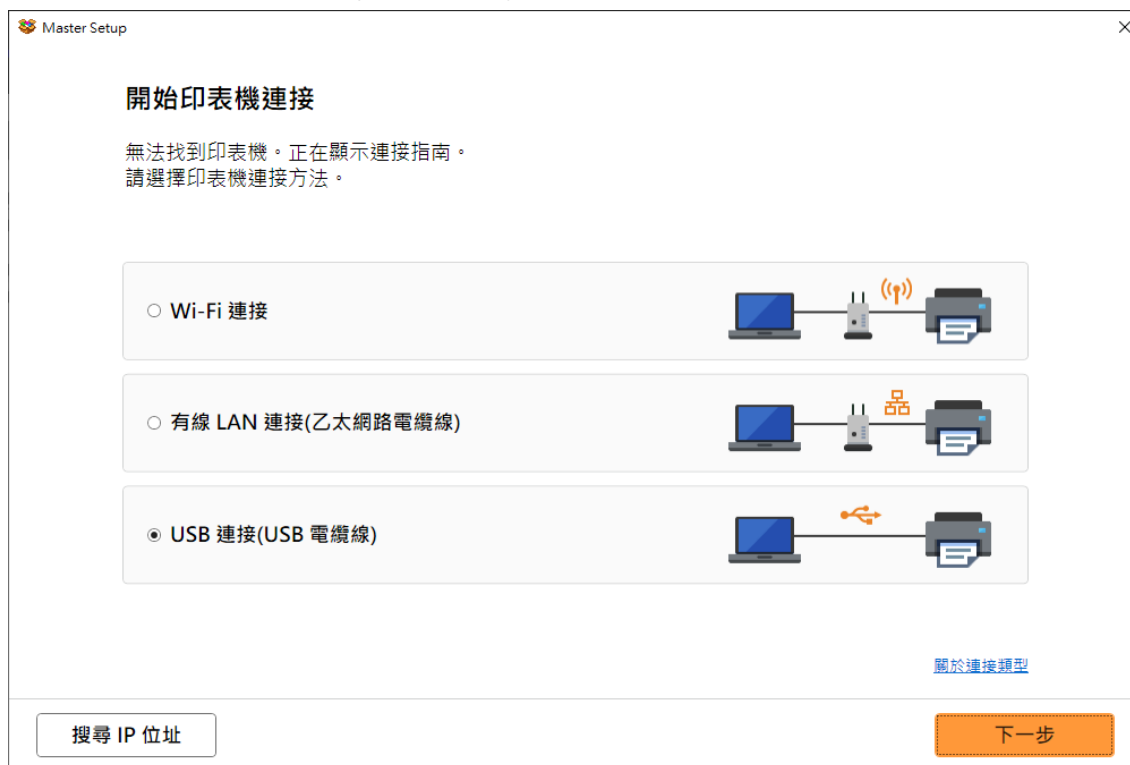 Master Setup
開始印表機連接
無法找到印表機。正在顯示連接指南。
請選擇印表機連接方法。
Wi-Fi 連接
有線 LAN 連接(乙太網路電纜線)
USB 連接(USB 電纜線)
關於連接類型
搜尋 IP 位址
下一步